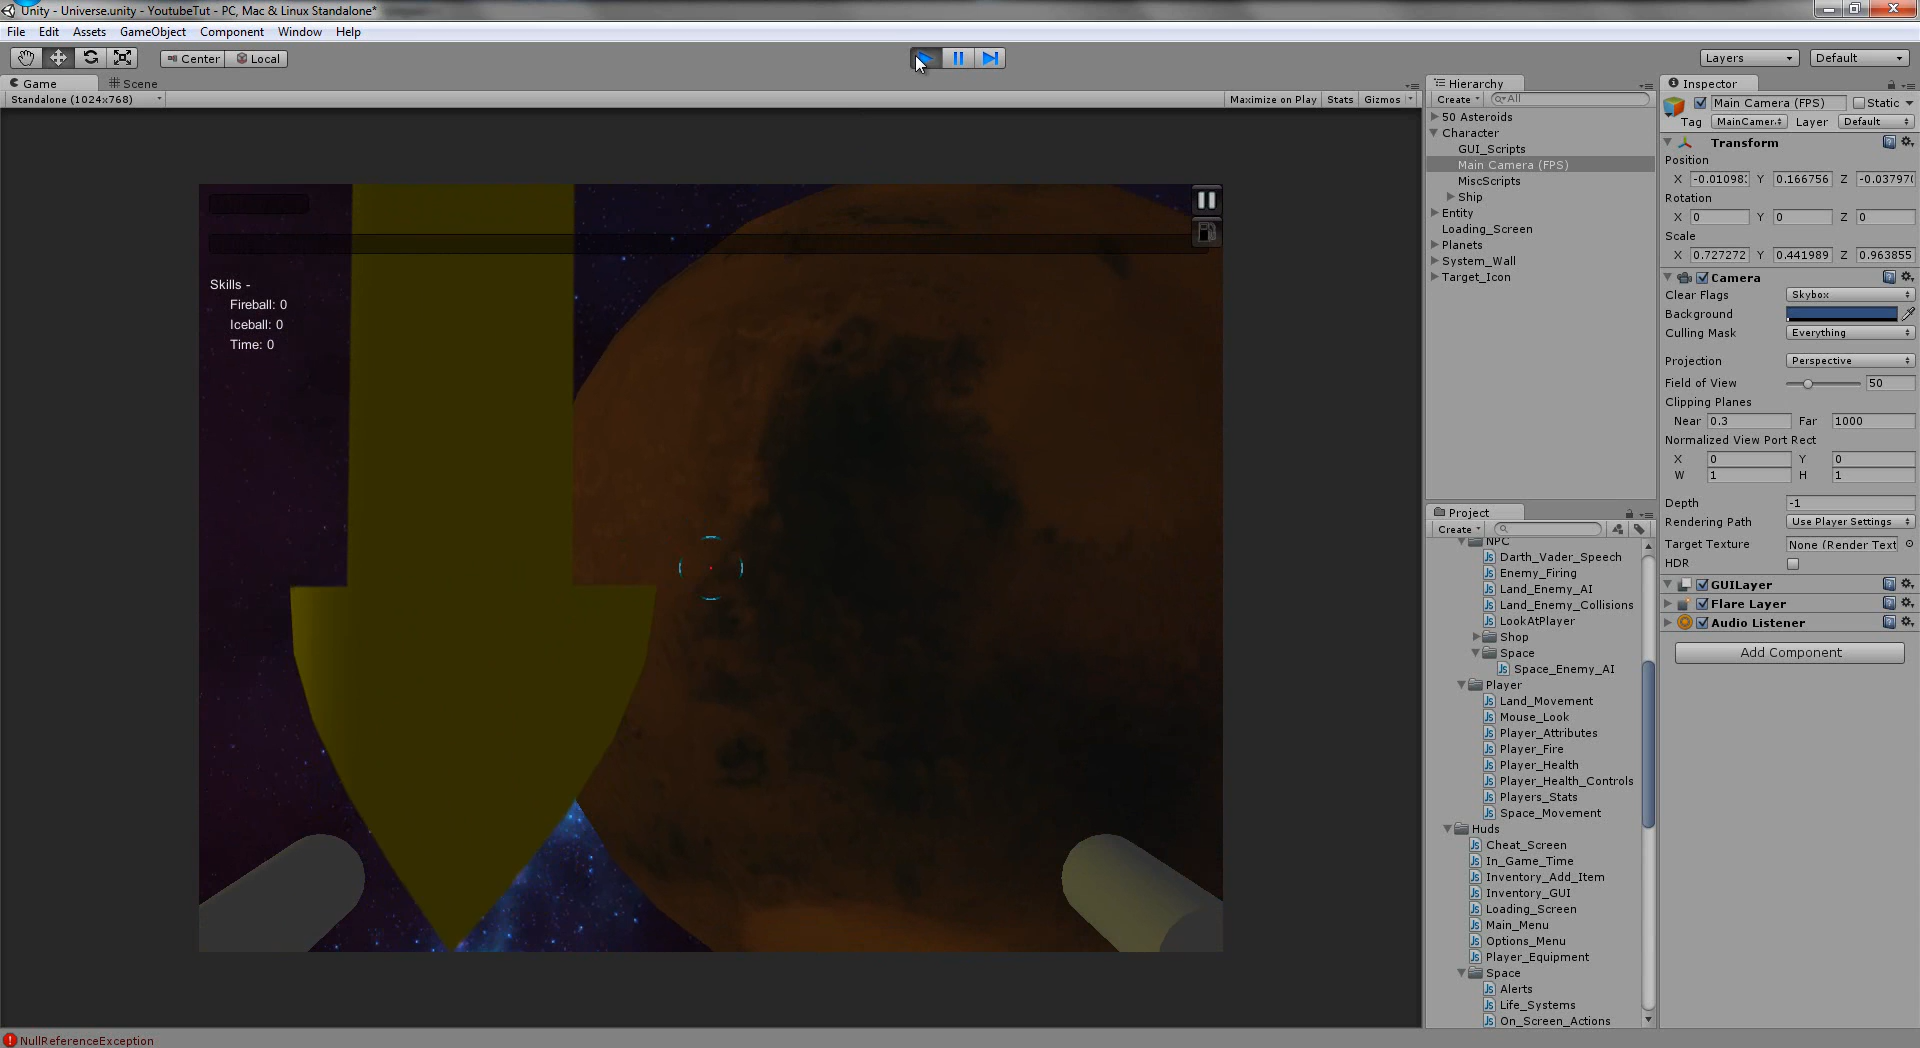 Unity - Universe.unity - YoutubeTut - PC, Mac & Linux Standalone*
File Edit Assets GameObject Component Window Help
Center Local Layers Default
Game Scene
Standalone (1024x768) Maximize on Play Stats Gizmos
Skills -
Fireball: 0
Iceball: 0
Time: 0
Hierarchy
Create All
50 Asteroids
Character
GUI_Scripts
Main Camera (FPS)
MiscScripts
Ship
Entity
Loading_Screen
Planets
System_Wall
Target_Icon
Project
Create
NPC
Darth_Vader_Speech
Enemy_Firing
Land_Enemy_AI
Land_Enemy_Collisions
LookAtPlayer
Shop
Space
Space_Enemy_AI
Player
Land_Movement
Mouse_Look
Player_Attributes
Player_Fire
Player_Health
Player_Health_Controls
Players_Stats
Space_Movement
Huds
Cheat_Screen
In_Game_Time
Inventory_Add_Item
Inventory_GUI
Loading_Screen
Main_Menu
Options_Menu
Player_Equipment
Space
Alerts
Life_Systems
On_Screen_Actions
Inspector
Main Camera (FPS) Static
Tag MainCamer Layer Default
Transform
Position
X -0.01098 Y 0.166756 Z -0.03797
Rotation
X 0 Y 0 Z 0
Scale
X 0.727272 Y 0.441989 Z 0.963855
Camera
Clear Flags Skybox
Background
Culling Mask Everything
Projection Perspective
Field of View 50
Clipping Planes
Near 0.3 Far 1000
Normalized View Port Rect
X 0 Y 0
W 1 H 1
Depth -1
Rendering Path Use Player Settings
Target Texture None (Render Text
HDR
GUILayer
Flare Layer
Audio Listener
Add Component
NullReferenceException